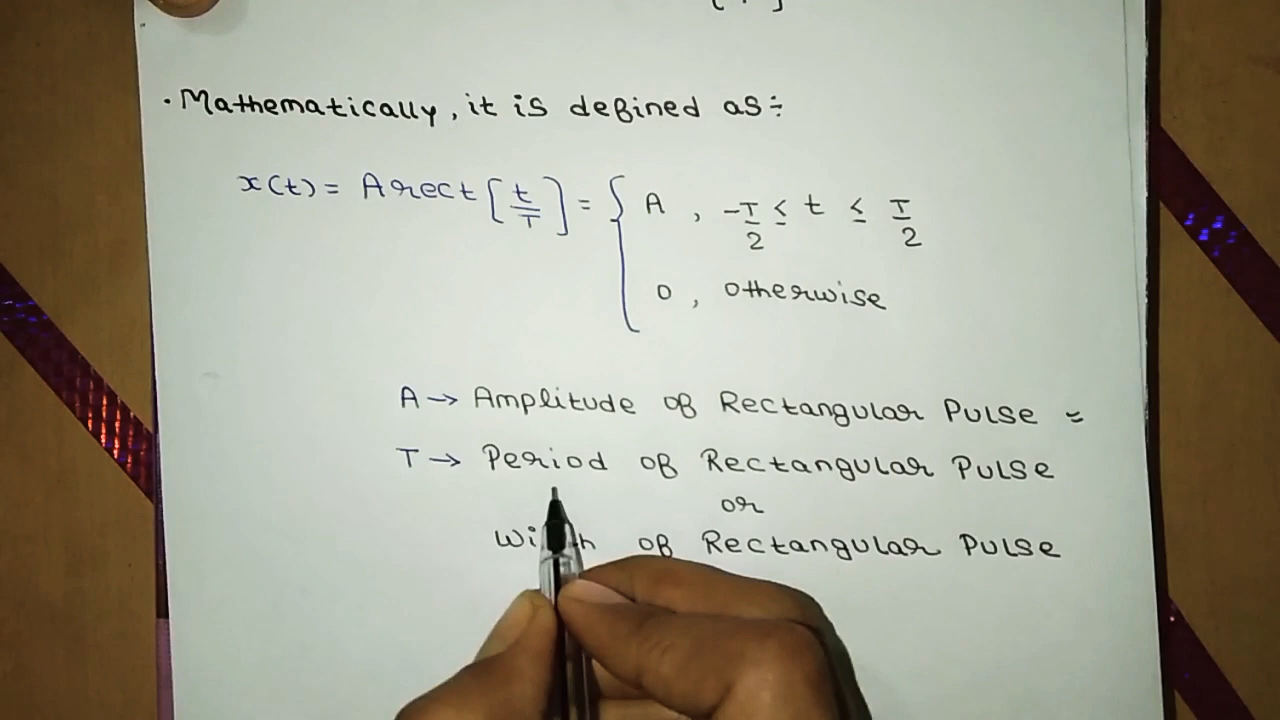 • Mathematically, it is defined as ÷
x(t) = A rect [t/T] = { A , -T/2 ≤ t ≤ T/2
0 , otherwise
A → Amplitude of Rectangular Pulse =
T → Period of Rectangular Pulse
or
of Rectangular Pulse